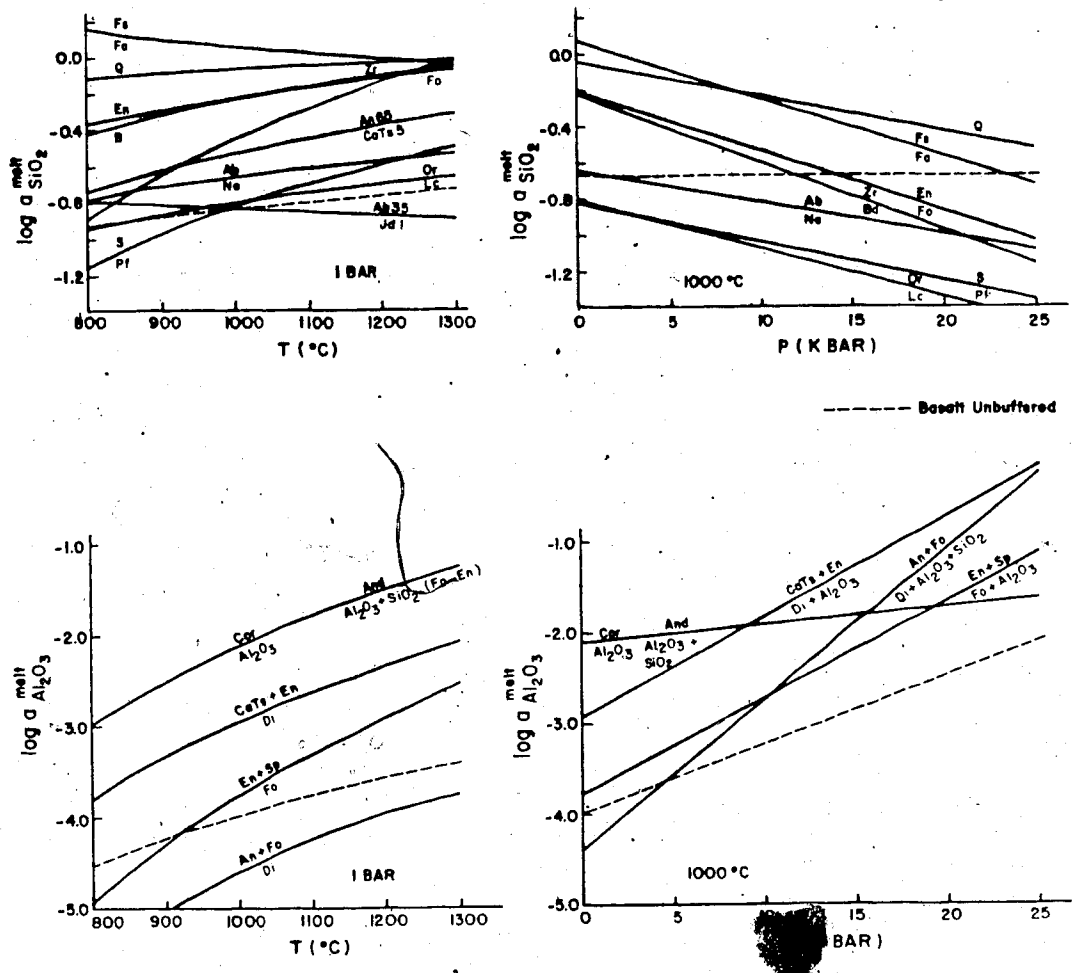 Fs
Fa
0.0
Q
Zr
Fo
En
B
-0.4
An 65
CaTs 5
log a melt SiO2
Ab
Ne
Or
Lc
-0.8
Ab 35
Jd 1
S
Pf
1 BAR
-1.2
800 900 1000 1100 1200 1300
T (°C)
0.0
Q
Fs
Fa
-0.4
log a melt SiO2
Zr
Bd
En
Fo
Ab
Ne
-0.8
1000 °C
Or
Lc
S
Pf
-1.2
0 5 10 15 20 25
P (K BAR)
Basalt Unbuffered
-1.0
And
Al2O3 + SiO2 (Fo-En)
-2.0
Cor
Al2O3
log a melt Al2O3
CaTs + En
Di
-3.0
En + Sp
Fo
-4.0
An + Fo
Di
1 BAR
-5.0
800 900 1000 1100 1200 1300
T (°C)
-1.0
CaTs + En
Di + Al2O3
An + Fo
Di + Al2O3 + SiO2
En + Sp
Fo + Al2O3
-2.0
Cor
Al2O3
And
Al2O3 +
SiO2
log a melt Al2O3
-3.0
-4.0
1000 °C
-5.0
0 5 10 15 20 25
BAR)